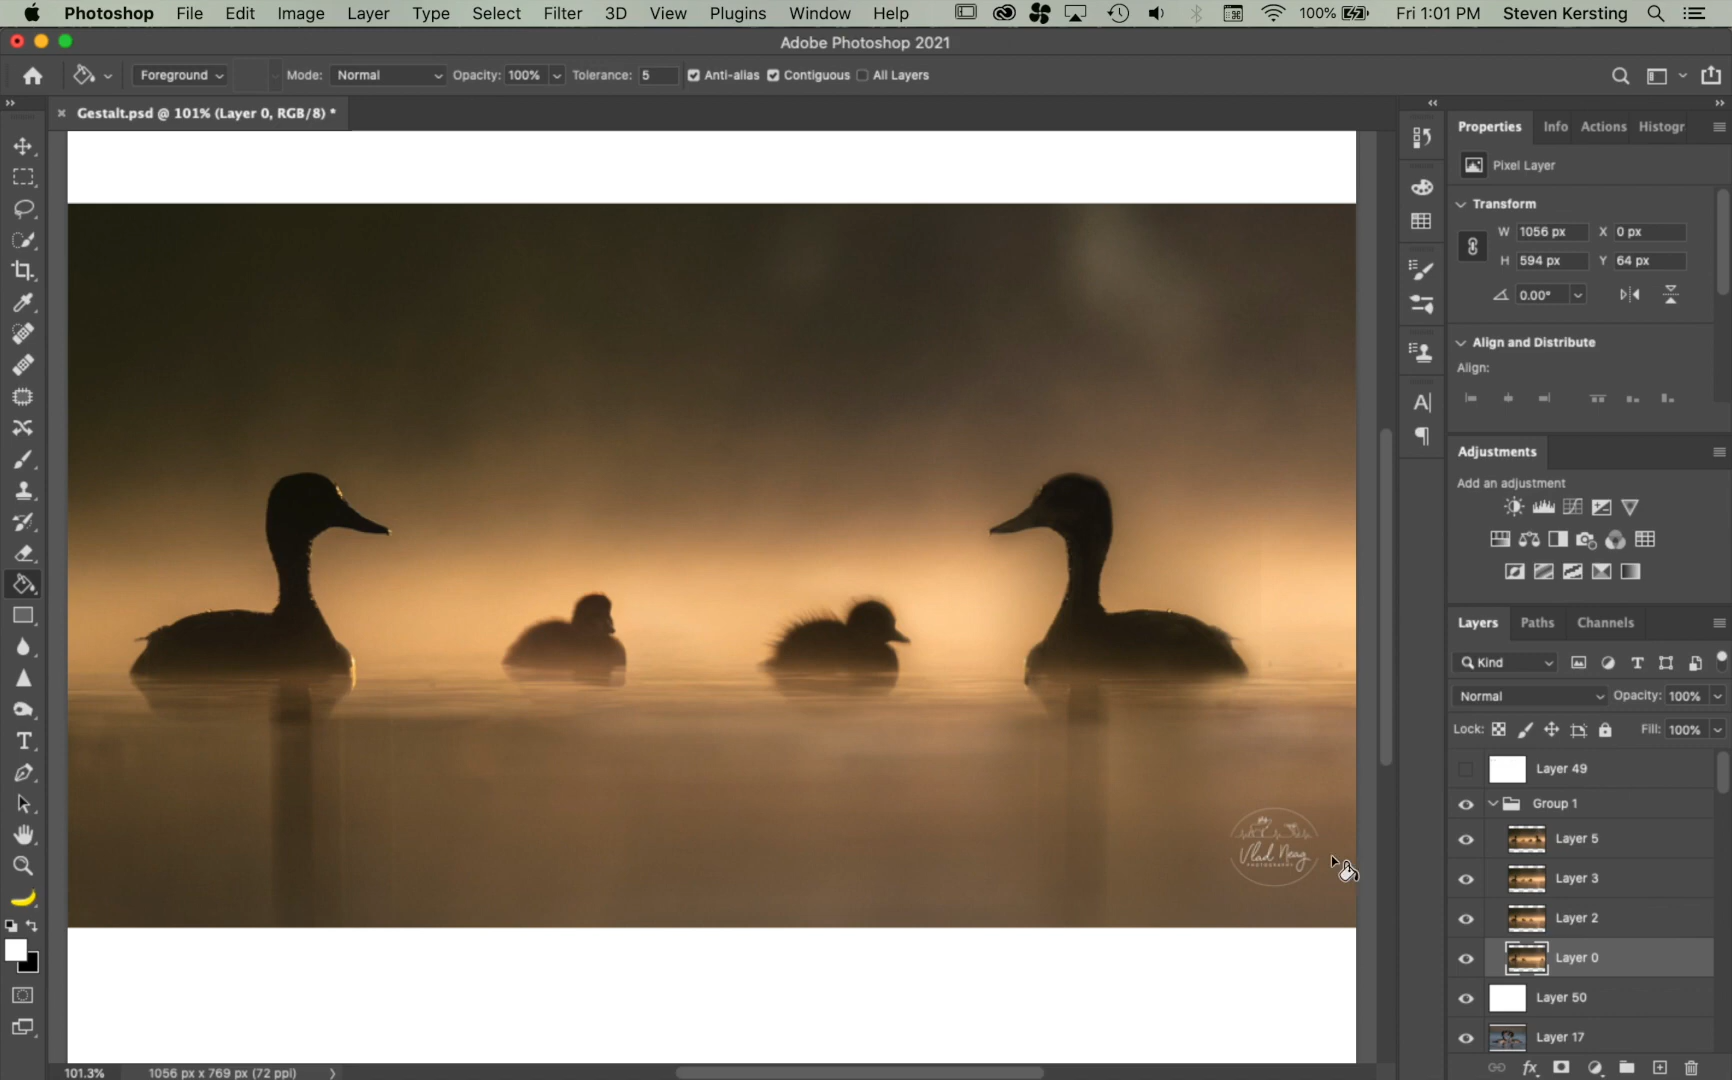 Photoshop File Edit Image Layer Type Select Filter 3D View Plugins Window Help 100% Fri 1:01 PM Steven Kersting
Adobe Photoshop 2021
Foreground Mode: Normal Opacity: 100% Tolerance: 5 Anti-alias Contiguous All Layers
Gestalt.psd @ 101% (Layer 0, RGB/8) *
Properties Info Actions Histogr
Pixel Layer
Transform
W 1056 px X 0 px
H 594 px Y 64 px
0.00°
Align and Distribute
Align:
Adjustments
Add an adjustment
Layers Paths Channels
Kind
Normal Opacity: 100%
Lock: Fill: 100%
Layer 49
Group 1
Layer 5
Layer 3
Layer 2
Layer 0
Layer 50
Layer 17
Vlad Neag
PHOTOGRAPHY
101.3% 1056 px x 769 px (72 ppi)